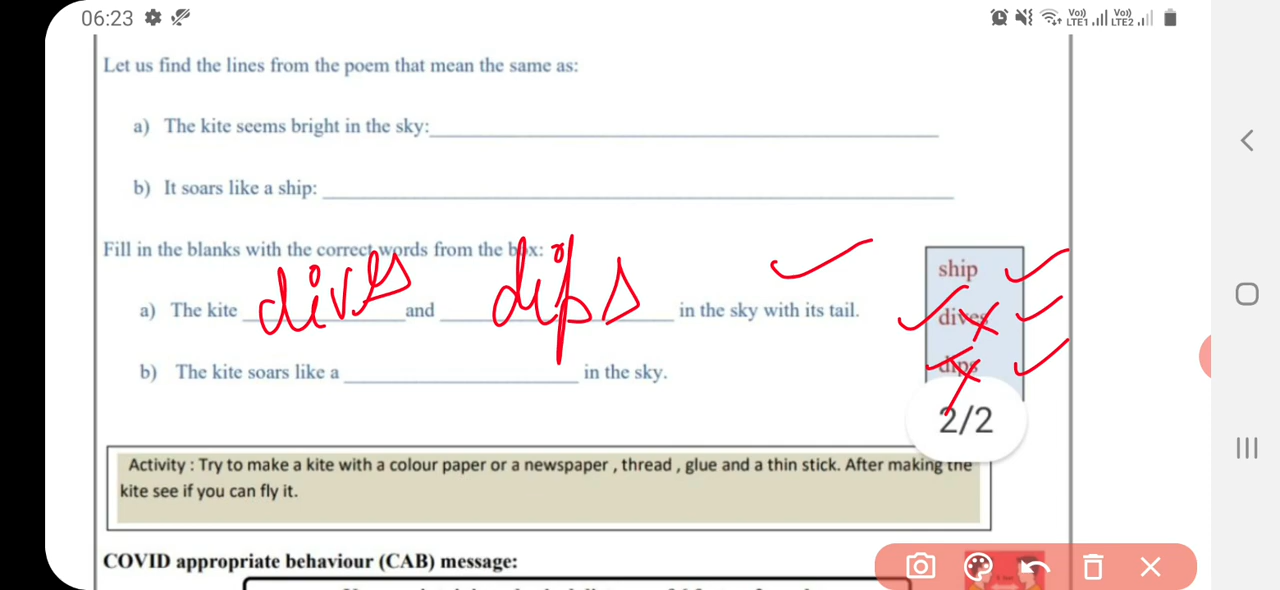 06:23
Vo) LTE1 Vo) LTE2
Let us find the lines from the poem that mean the same as:
a) The kite seems bright in the sky:
b) It soars like a ship:
Fill in the blanks with the correct words from the box:
ship
a) The kite dives and dips in the sky with its tail.
dives
dips
b) The kite soars like a in the sky.
2/2
Activity : Try to make a kite with a colour paper or a newspaper , thread , glue and a thin stick. After making the
kite see if you can fly it.
COVID appropriate behaviour (CAB) message: